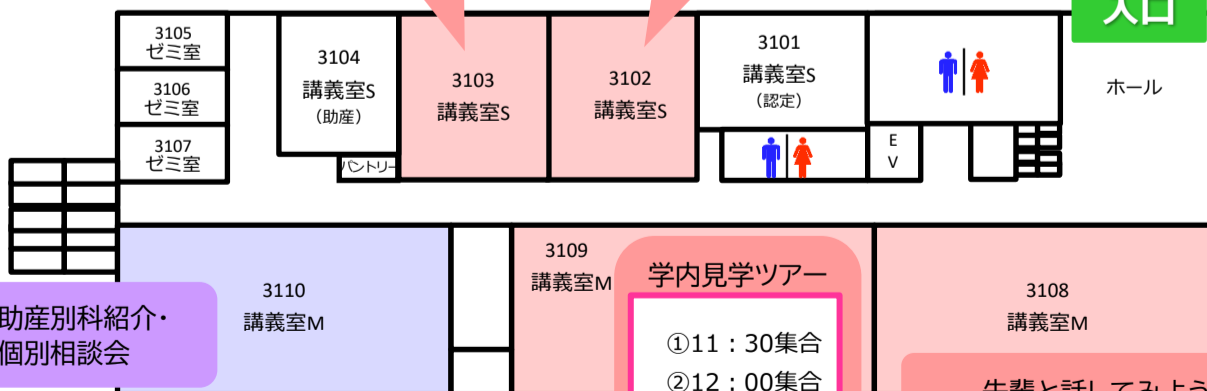 入口
3105
ゼミ室
3106
ゼミ室
3107
ゼミ室
3104
講義室S
（助産）
パントリー
3103
講義室S
3102
講義室S
3101
講義室S
（認定）
E
V
ホール
3110
講義室M
助産別科紹介・
個別相談会
3109
講義室M
学内見学ツアー
①11：30集合
②12：00集合
3108
講義室M
先輩と話してみよう